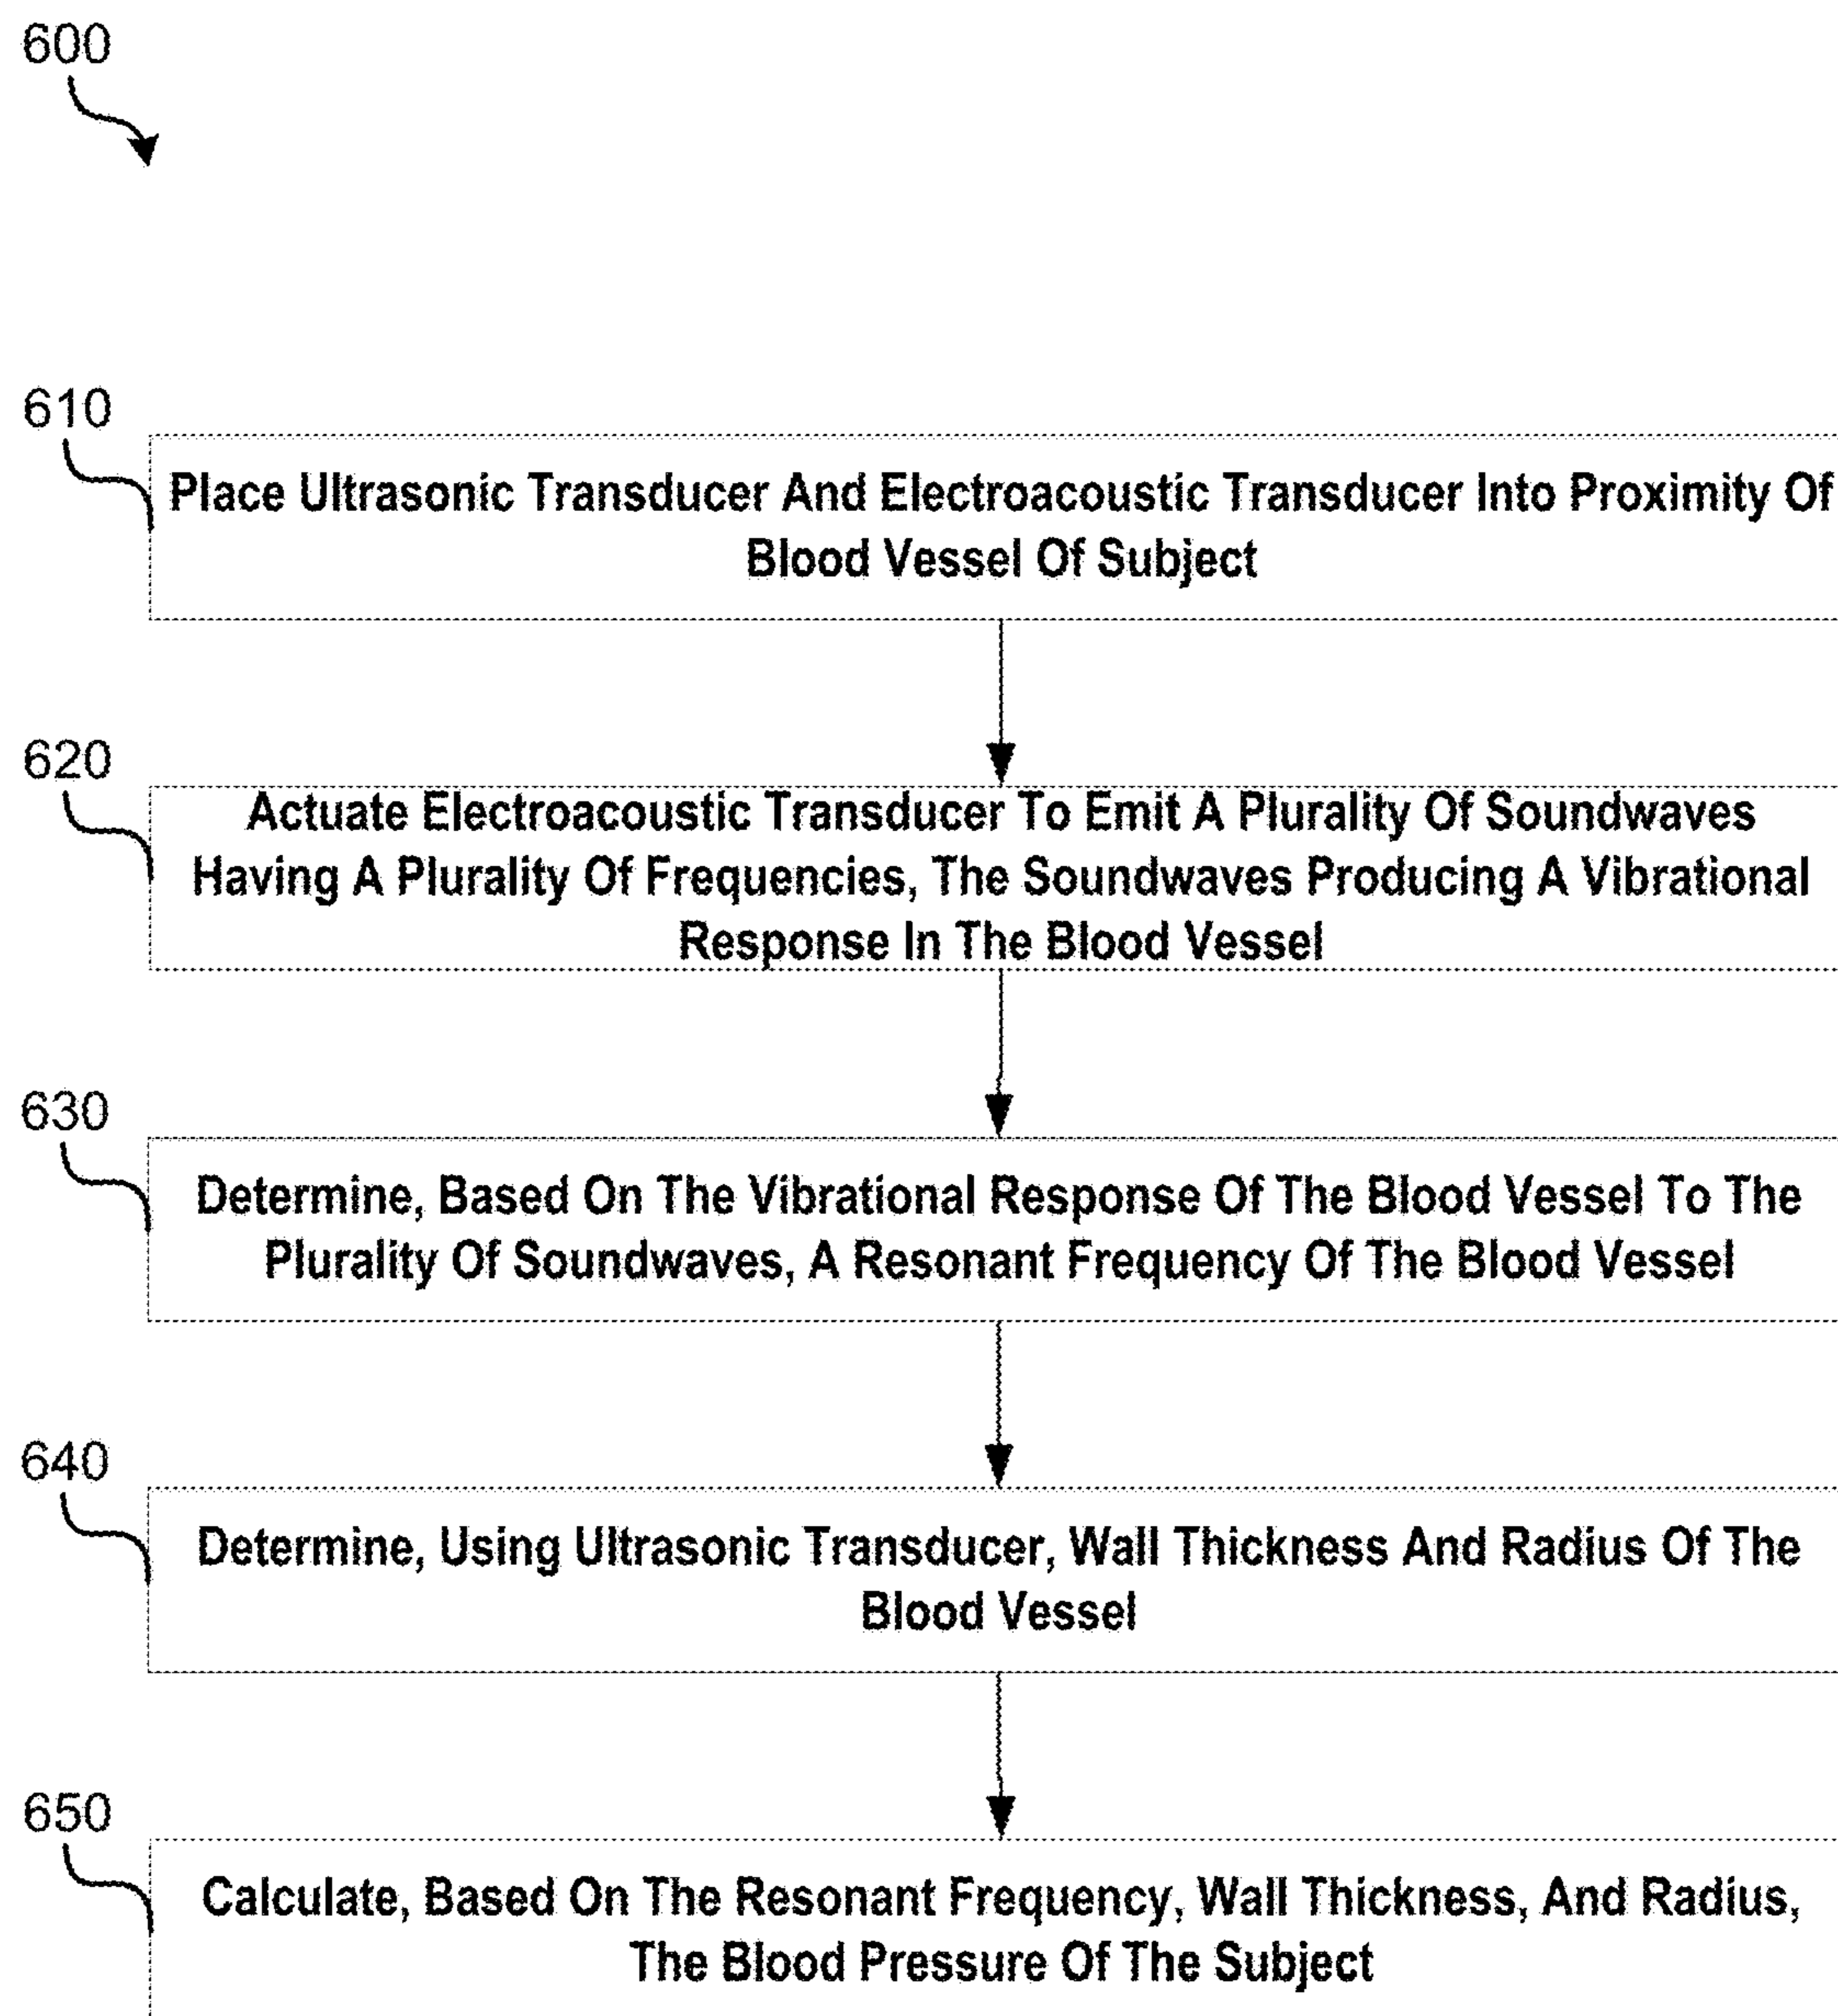 600
610
Place Ultrasonic Transducer And Electroacoustic Transducer Into Proximity Of
Blood Vessel Of Subject
620
Actuate Electroacoustic Transducer To Emit A Plurality Of Soundwaves
Having A Plurality Of Frequencies, The Soundwaves Producing A Vibrational
Response In The Blood Vessel
630
Determine, Based On The Vibrational Response Of The Blood Vessel To The
Plurality Of Soundwaves, A Resonant Frequency Of The Blood Vessel
640
Determine, Using Ultrasonic Transducer, Wall Thickness And Radius Of The
Blood Vessel
650
Calculate, Based On The Resonant Frequency, Wall Thickness, And Radius,
The Blood Pressure Of The Subject